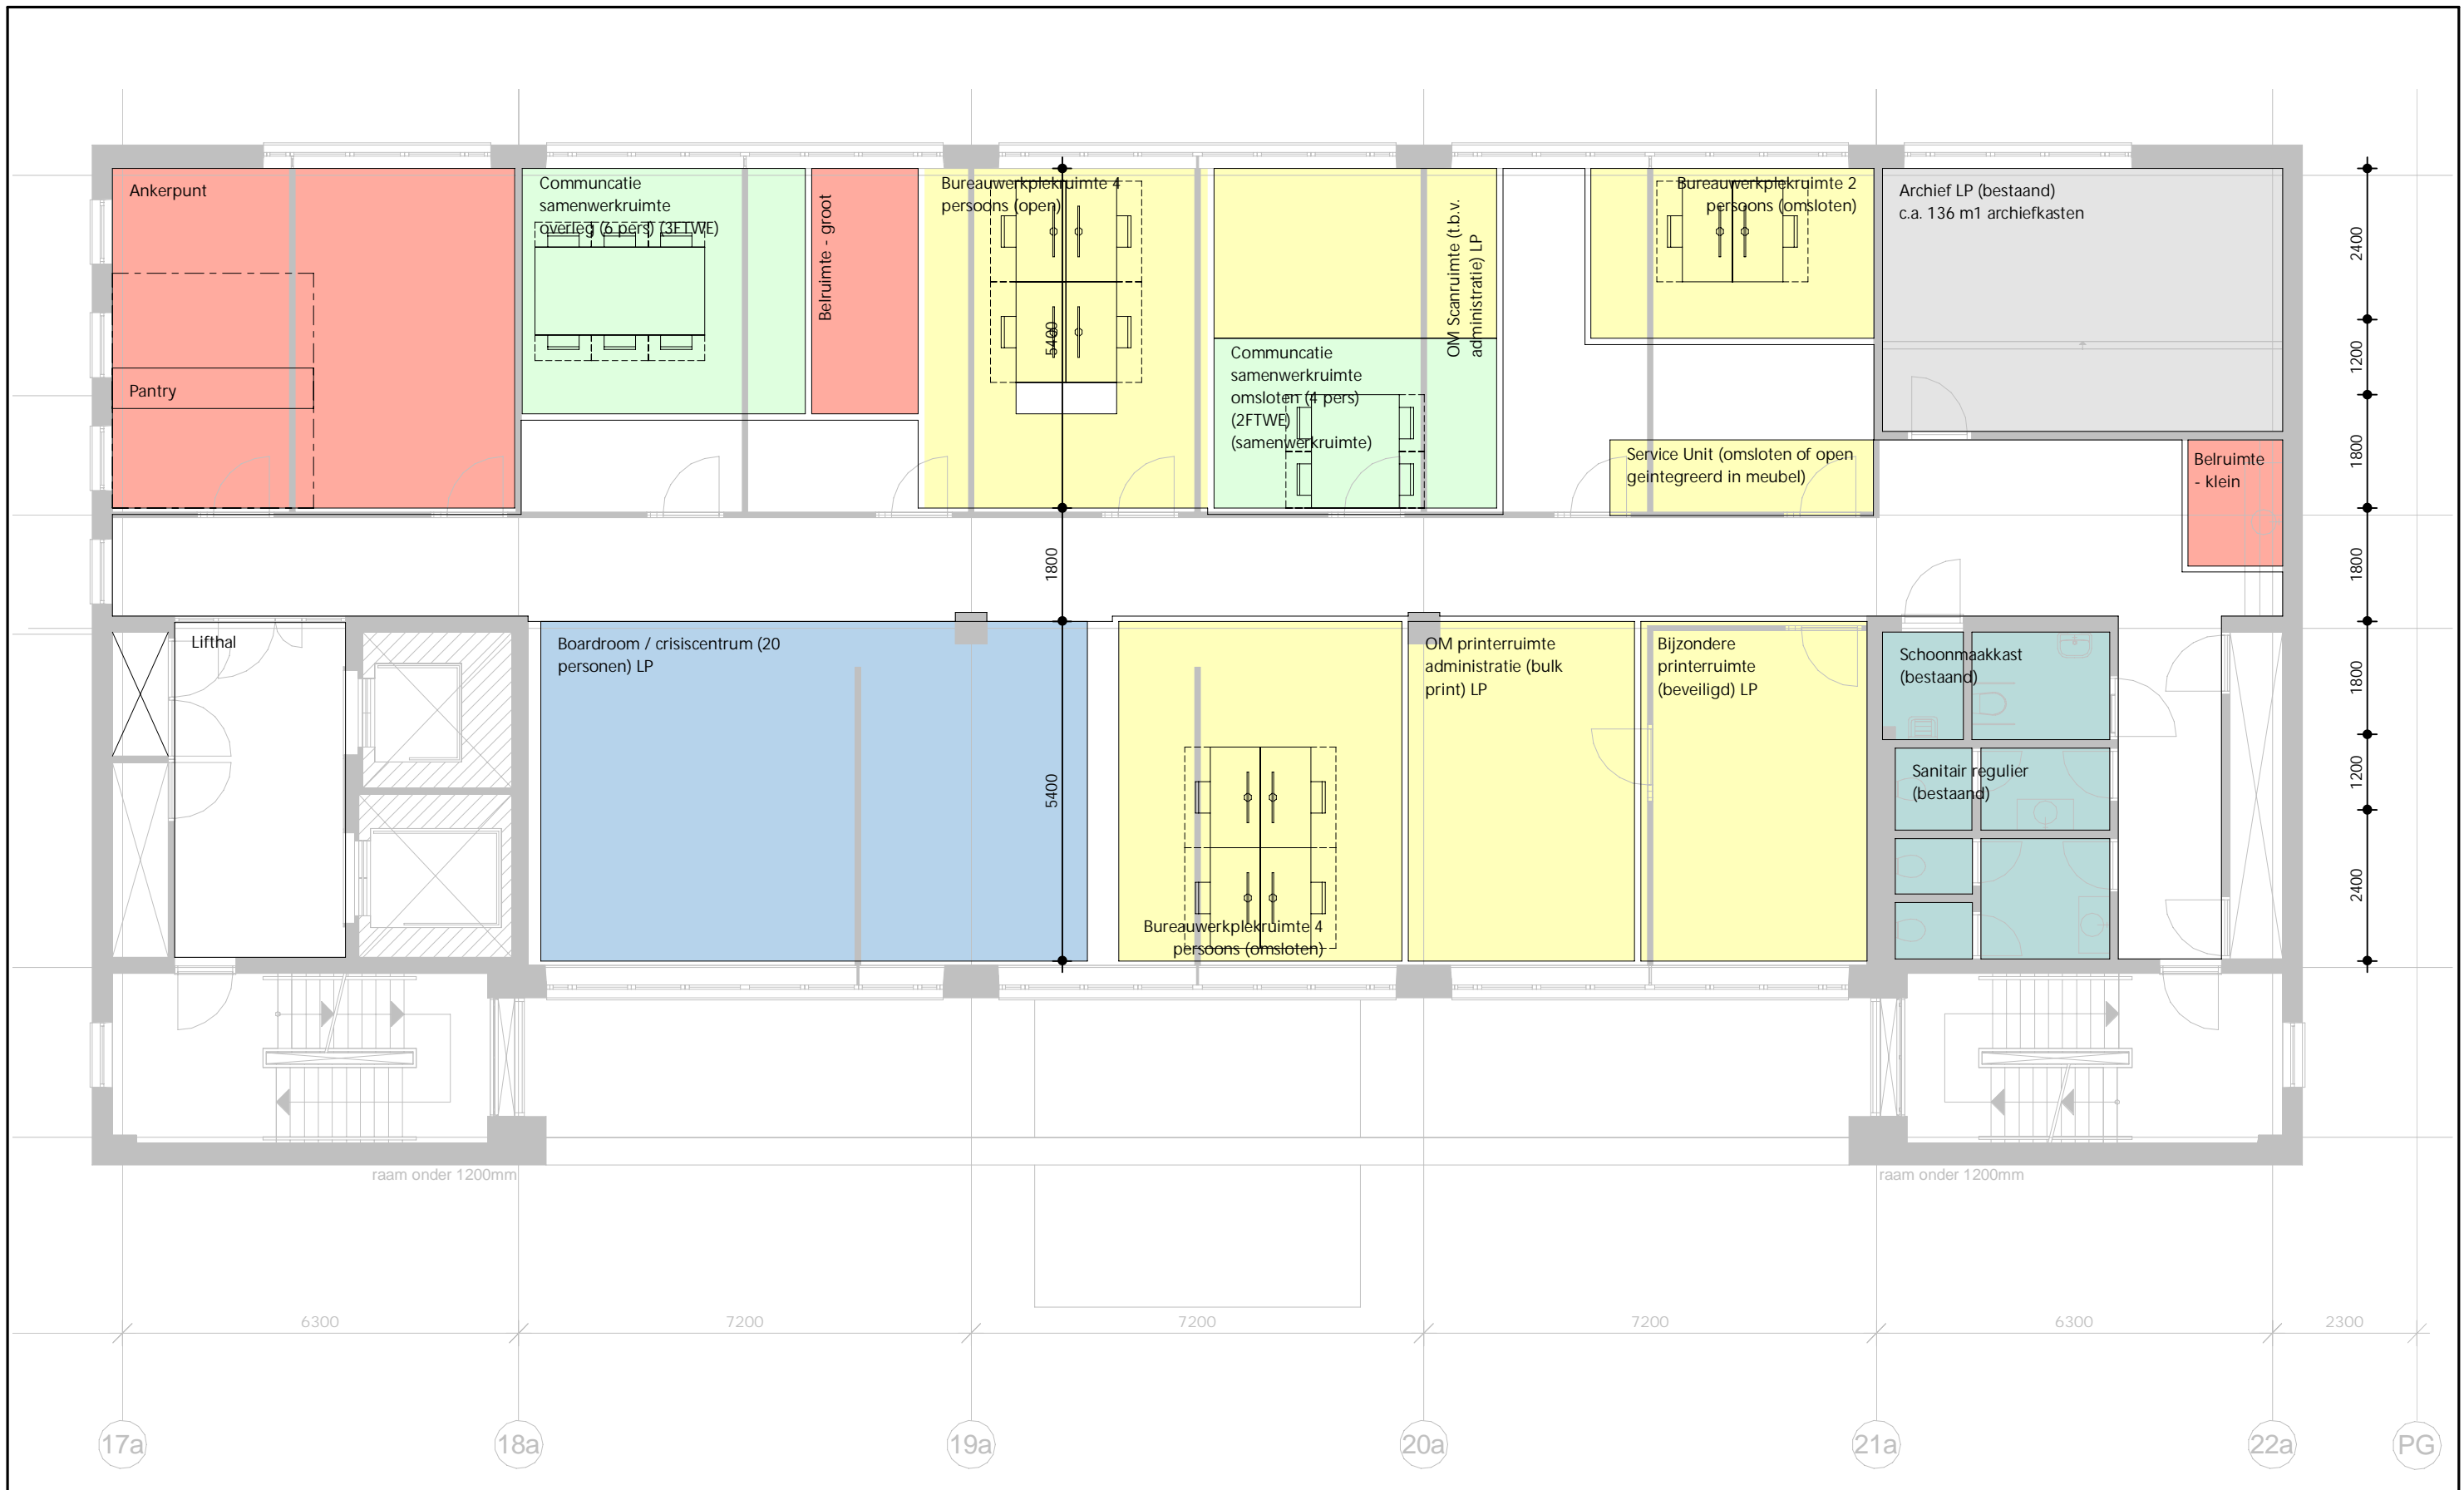 Ankerpunt
Pantry
Communcatie
samenwerkruimte
overleg (6 pers) (3FTWE)
Belruimte - groot
Bureauwerkplekruimte 4
persoons (open)
5400
OM Scanruimte (t.b.v.
administratie) LP
Communcatie
samenwerkruimte
omsloten (4 pers)
(2FTWE)
(samenwerkruimte)
Bureauwerkplekruimte 2
persoons (omsloten)
Service Unit (omsloten of open
geintegreerd in meubel)
Archief LP (bestaand)
c.a. 136 m1 archiefkasten
Belruimte
- klein
2400
1200
1800
1800
1800
1200
2400
1800
Lifthal
Boardroom / crisiscentrum (20
personen) LP
5400
Bureauwerkplekruimte 4
persoons (omsloten)
OM printerruimte
administratie (bulk
print) LP
Bijzondere
printerruimte
(beveiligd) LP
Schoonmaakkast
(bestaand)
Sanitair regulier
(bestaand)
raam onder 1200mm
raam onder 1200mm
6300
7200
7200
7200
6300
2300
17a
18a
19a
20a
21a
22a
PG